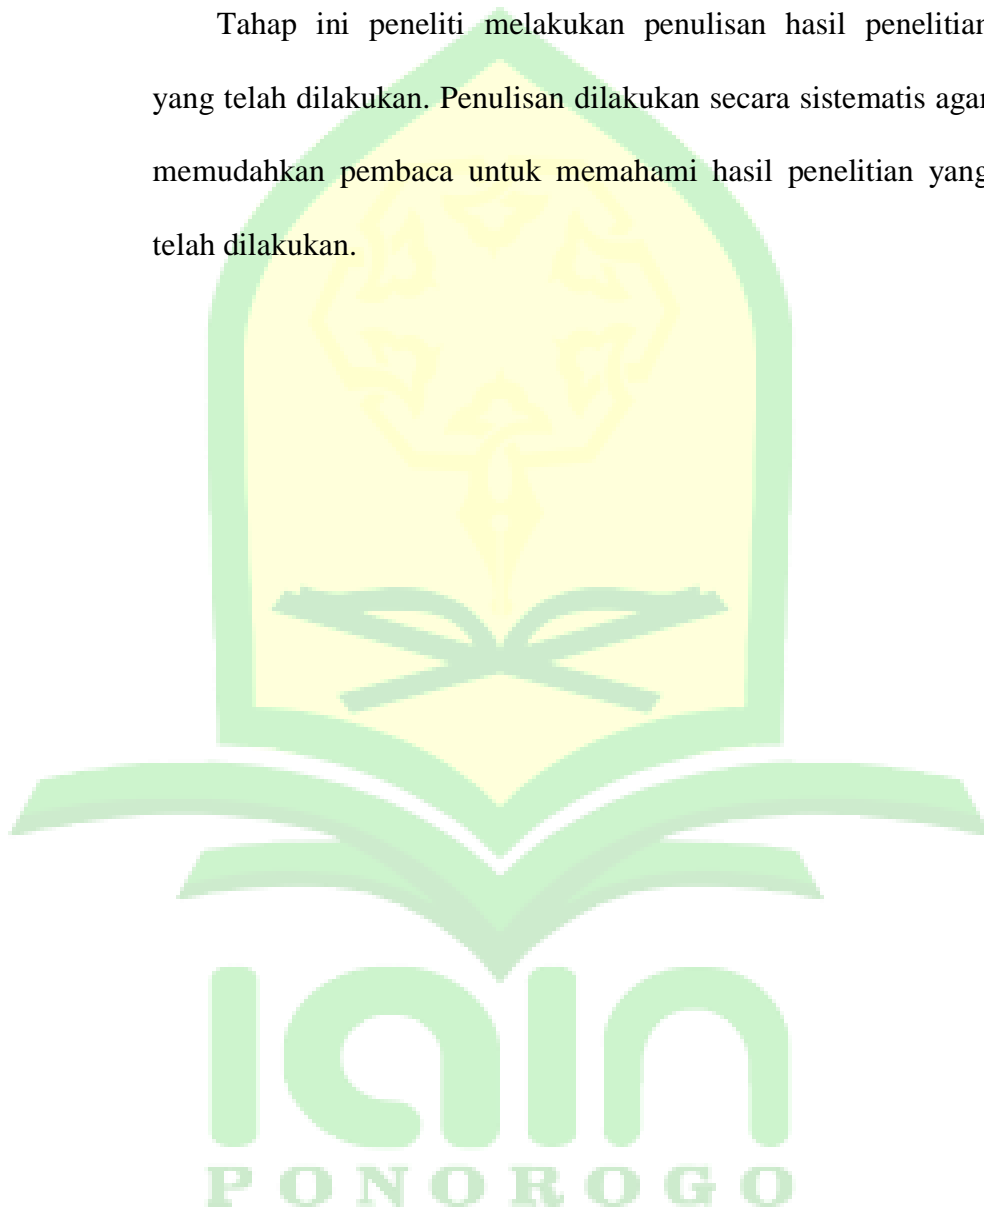 Tahap ini peneliti melakukan penulisan hasil penelitian
yang telah dilakukan. Penulisan dilakukan secara sistematis agar
memudahkan pembaca untuk memahami hasil penelitian yang
telah dilakukan.
iain
PONOROGO